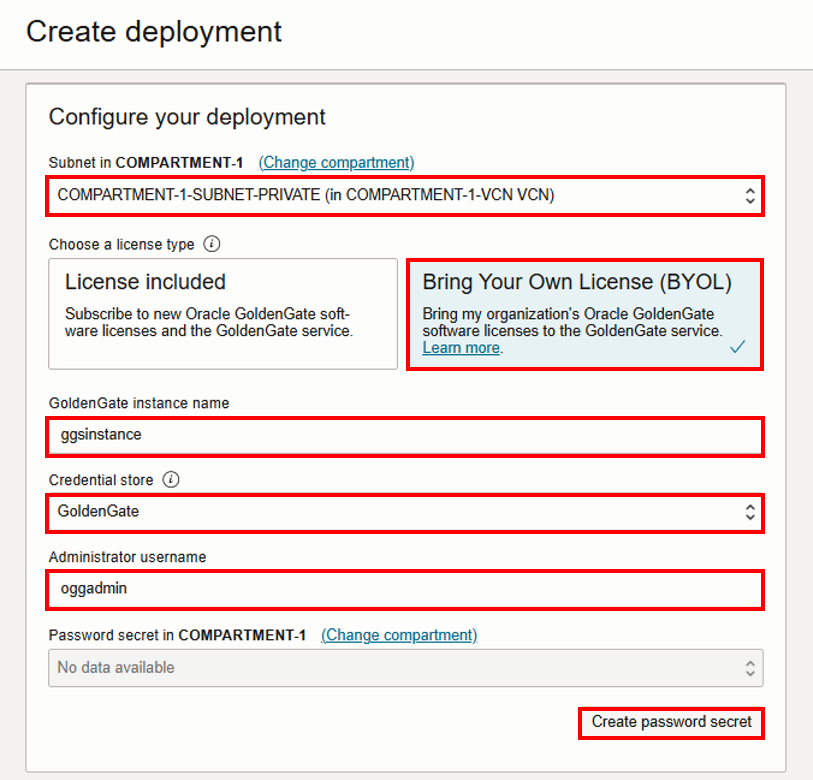 Create deployment
Configure your deployment
Subnet in COMPARTMENT-1 (Change compartment)
COMPARTMENT-1-SUBNET-PRIVATE (in COMPARTMENT-1-VCN VCN)
Choose a license type i
License included
Subscribe to new Oracle GoldenGate soft-
ware licenses and the GoldenGate service.
Bring Your Own License (BYOL)
Bring my organization's Oracle GoldenGate
software licenses to the GoldenGate service.
Learn more.
GoldenGate instance name
ggsinstance
Credential store i
GoldenGate
Administrator username
oggadmin
Password secret in COMPARTMENT-1 (Change compartment)
No data available
Create password secret